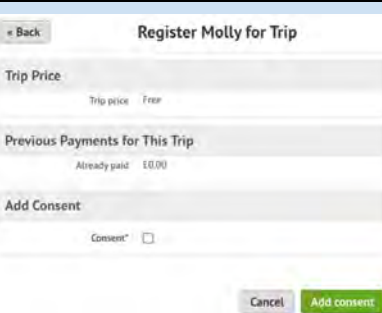 « Back
Register Molly for Trip
Trip Price
Trip price Free
Previous Payments for This Trip
Already paid £0.00
Add Consent
Consent*
Cancel
Add consent